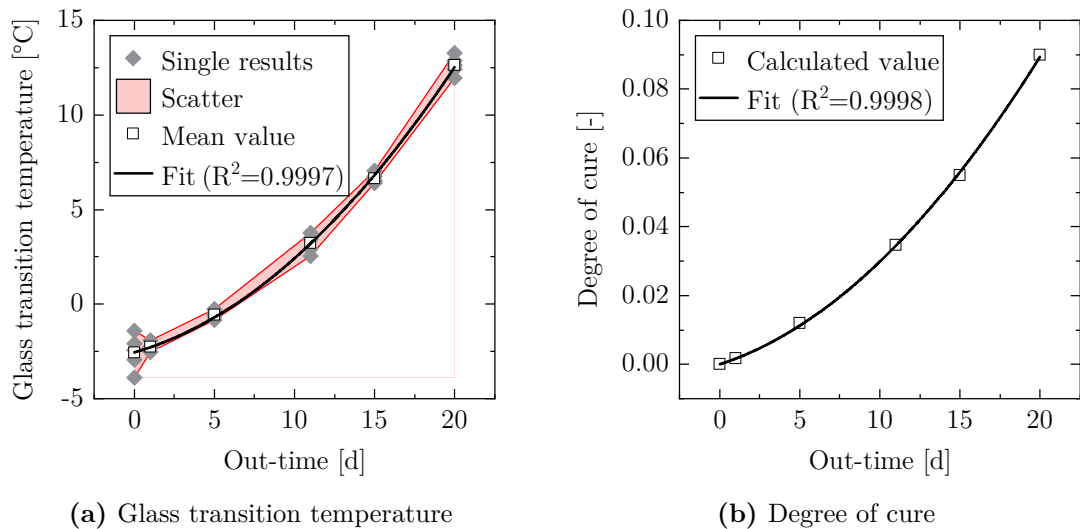 15
10
5
0
-5
Glass transition temperature [°C]
Single results
Scatter
Mean value
Fit (R²=0.9997)
0 5 10 15 20
Out-time [d]
(a) Glass transition temperature
0.10
0.08
0.06
0.04
0.02
0.00
Degree of cure [-]
Calculated value
Fit (R²=0.9998)
0 5 10 15 20
Out-time [d]
(b) Degree of cure